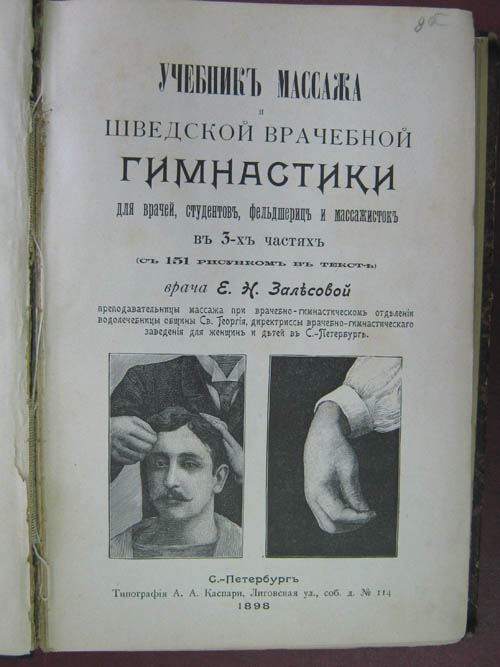 УЧЕБНИКЪ МАССАЖА
и
ШВЕДСКОЙ ВРАЧЕБНОЙ
ГИМНАСТИКИ
для врачей, студентовъ, фельдшерицъ и массажистокъ
въ 3-хъ частяхъ
(съ 151 рисункомъ въ текстѣ)
врача Е. Н. Залѣсовой
преподавательницы массажа при врачебно-гимнастическомъ отдѣленіи
водолечебницы общины Св. Георгія, директриссы врачебно-гимнастическаго
заведенія для женщинъ и дѣтей въ С.-Петербургѣ.
С.-Петербургъ
Типографія А. А. Каспари, Лиговская ул., соб. д. № 114
1898